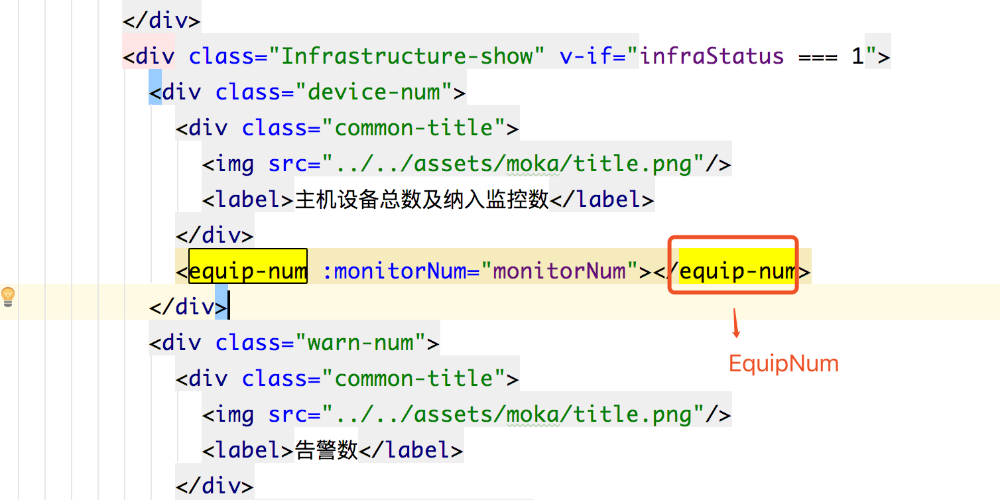 </div>
<div class="Infrastructure-show" v-if="infraStatus === 1">
<div class="device-num">
<div class="common-title">
<img src="../../assets/moka/title.png"/>
<label>主机设备总数及纳入监控数</label>
</div>
<equip-num :monitorNum="monitorNum"></equip-num>
</div>
<div class="warn-num">
EquipNum
<div class="common-title">
<img src="../../assets/moka/title.png"/>
<label>告警数</label>
</div>